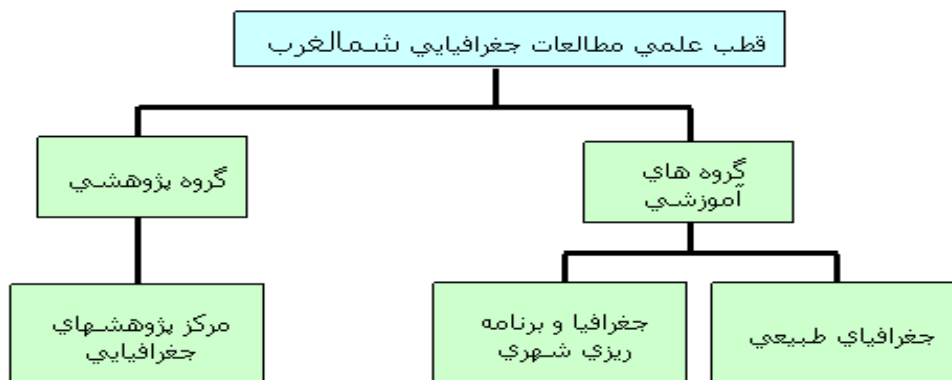 قطب علمي مطالعات جغرافيايي شمالغرب
گروه هاي
آموزشي
گروه پژوهشي
جغرافياي طبيعي
جغرافيا و برنامه
ريزي شهري
مركز پژوهشهاي
جغرافيايي